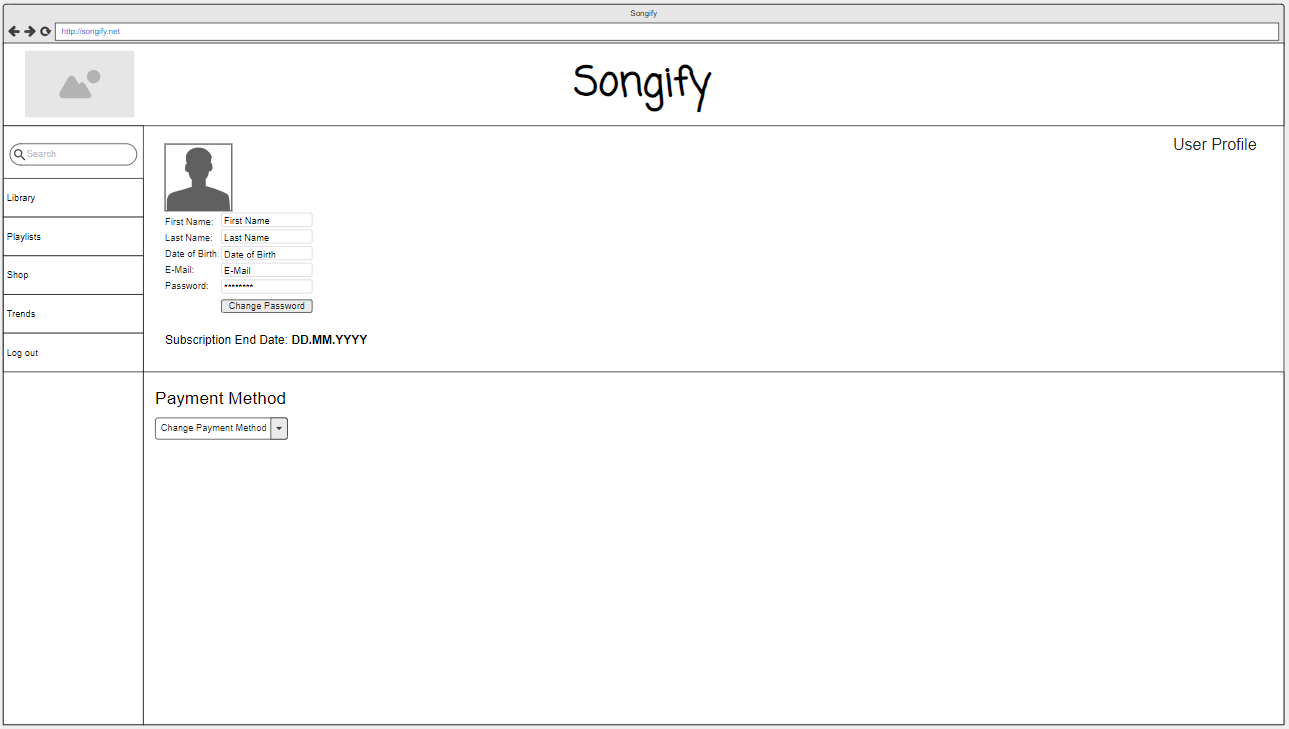 Songify
http://songify.net
Songify
Search
Library
Playlists
Shop
Trends
Log out
User Profile
First Name: First Name
Last Name: Last Name
Date of Birth: Date of Birth
E-Mail: E-Mail
Password: ********
Change Password
Subscription End Date: DD.MM.YYYY
Payment Method
Change Payment Method